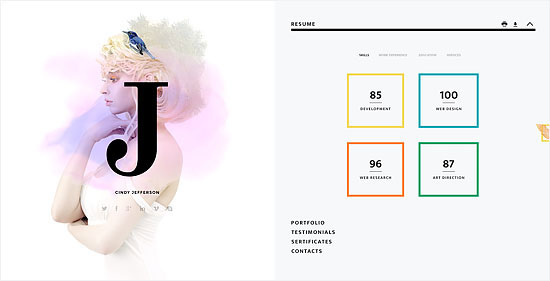 J
CINDY JEFFERSON
RESUME
SKILLS WORK EXPERIENCE EDUCATION SERVICES
85
DEVELOPMENT
100
WEB DESIGN
96
WEB RESEARCH
87
ART DIRECTION
PORTFOLIO
TESTIMONIALS
SERTIFICATES
CONTACTS